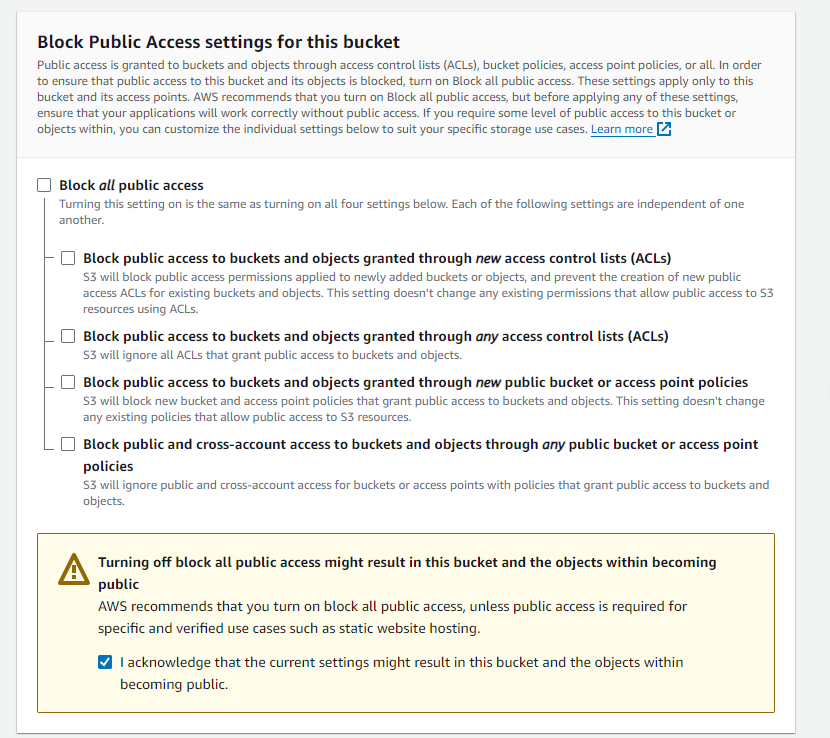 Block Public Access settings for this bucket
Public access is granted to buckets and objects through access control lists (ACLs), bucket policies, access point policies, or all. In order
to ensure that public access to this bucket and its objects is blocked, turn on Block all public access. These settings apply only to this
bucket and its access points. AWS recommends that you turn on Block all public access, but before applying any of these settings,
ensure that your applications will work correctly without public access. If you require some level of public access to this bucket or
objects within, you can customize the individual settings below to suit your specific storage use cases. Learn more
Block all public access
Turning this setting on is the same as turning on all four settings below. Each of the following settings are independent of one
another.
Block public access to buckets and objects granted through new access control lists (ACLs)
S3 will block public access permissions applied to newly added buckets or objects, and prevent the creation of new public
access ACLs for existing buckets and objects. This setting doesn't change any existing permissions that allow public access to S3
resources using ACLs.
Block public access to buckets and objects granted through any access control lists (ACLs)
S3 will ignore all ACLs that grant public access to buckets and objects.
Block public access to buckets and objects granted through new public bucket or access point policies
S3 will block new bucket and access point policies that grant public access to buckets and objects. This setting doesn't change
any existing policies that allow public access to S3 resources.
Block public and cross-account access to buckets and objects through any public bucket or access point
policies
S3 will ignore public and cross-account access for buckets or access points with policies that grant public access to buckets and
objects.
Turning off block all public access might result in this bucket and the objects within becoming
public
AWS recommends that you turn on block all public access, unless public access is required for
specific and verified use cases such as static website hosting.
I acknowledge that the current settings might result in this bucket and the objects within
becoming public.